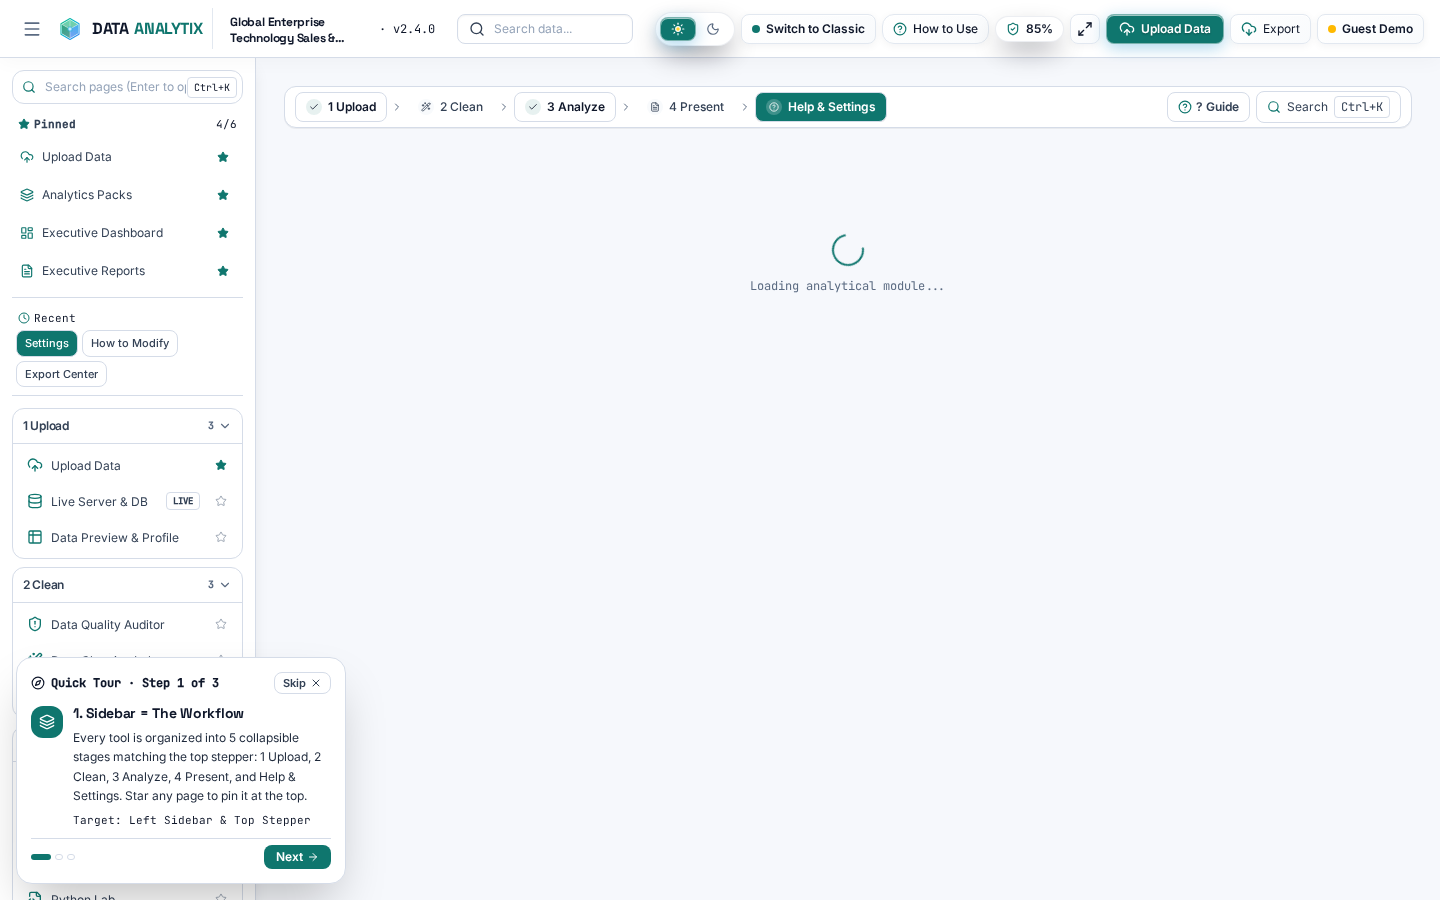 DATA ANALYTIX
Global Enterprise
Technology Sales &...
· v2.4.0
Search data...
Switch to Classic
How to Use
85%
Upload Data
Export
Guest Demo
Search pages (Enter to op
Ctrl+K
Pinned
4/6
Upload Data
Analytics Packs
Executive Dashboard
Executive Reports
Recent
Settings
How to Modify
Export Center
1 Upload
3
Upload Data
Live Server & DB
LIVE
Data Preview & Profile
2 Clean
3
Data Quality Auditor
1 Upload
2 Clean
3 Analyze
4 Present
Help & Settings
? Guide
Search
Ctrl+K
Loading analytical module...
Quick Tour · Step 1 of 3
Skip
1. Sidebar = The Workflow
Every tool is organized into 5 collapsible
stages matching the top stepper: 1 Upload, 2
Clean, 3 Analyze, 4 Present, and Help &
Settings. Star any page to pin it at the top.
Target: Left Sidebar & Top Stepper
Next
Python Lab